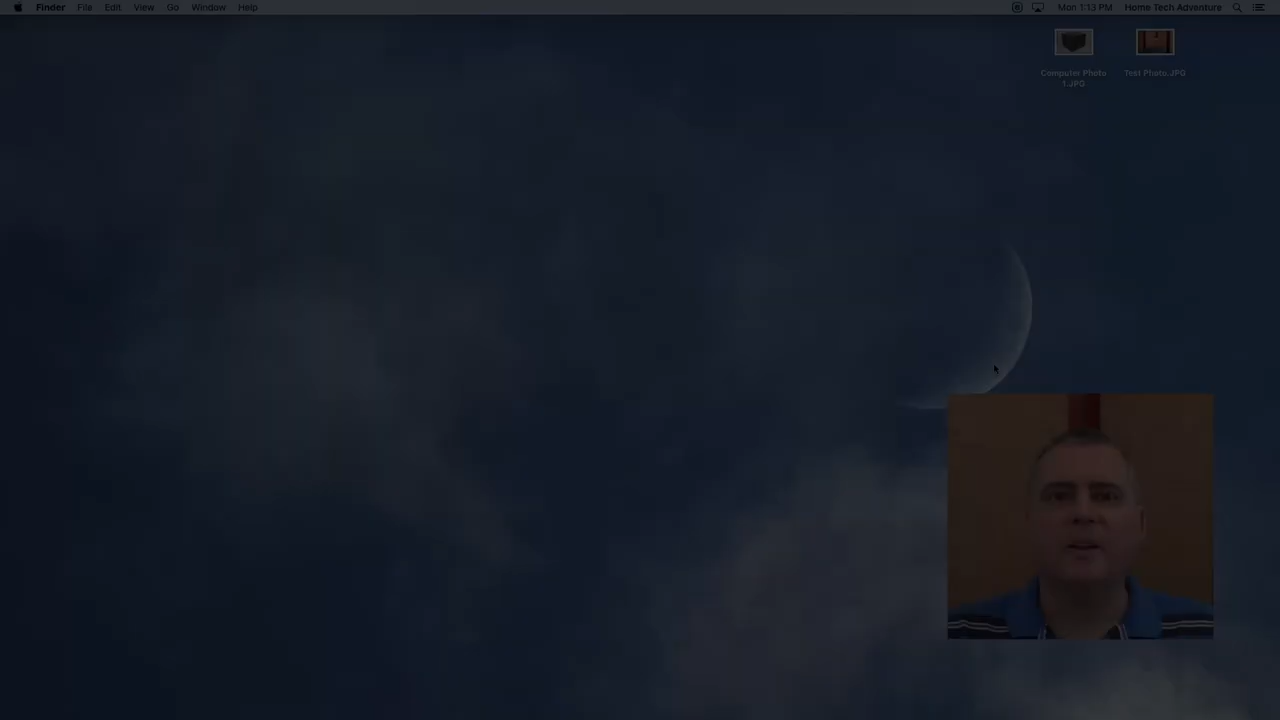 Finder File Edit View Go Window Help Mon 1:13 PM Home Tech Adventure
Computer Photo
1.JPG
Test Photo.JPG